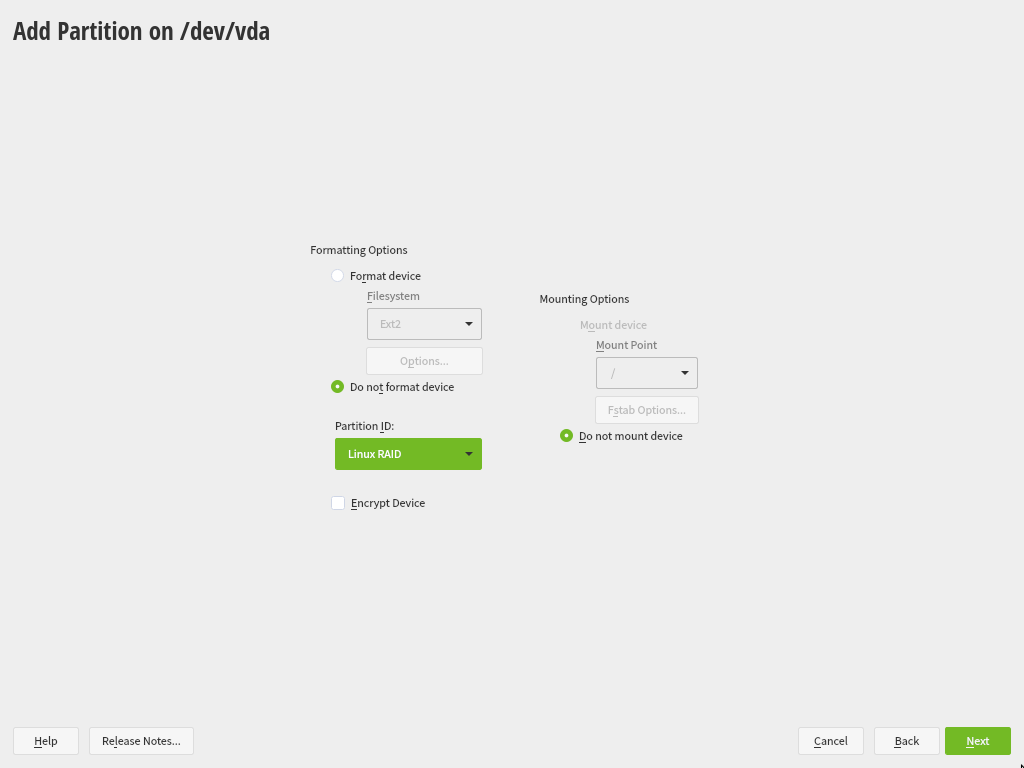 Add Partition on /dev/vda
Formatting Options
Format device
Filesystem
Ext2
Options...
Do not format device
Partition ID:
Linux RAID
Encrypt Device
Mounting Options
Mount device
Mount Point
/
Fstab Options...
Do not mount device
Help
Release Notes...
Cancel
Back
Next